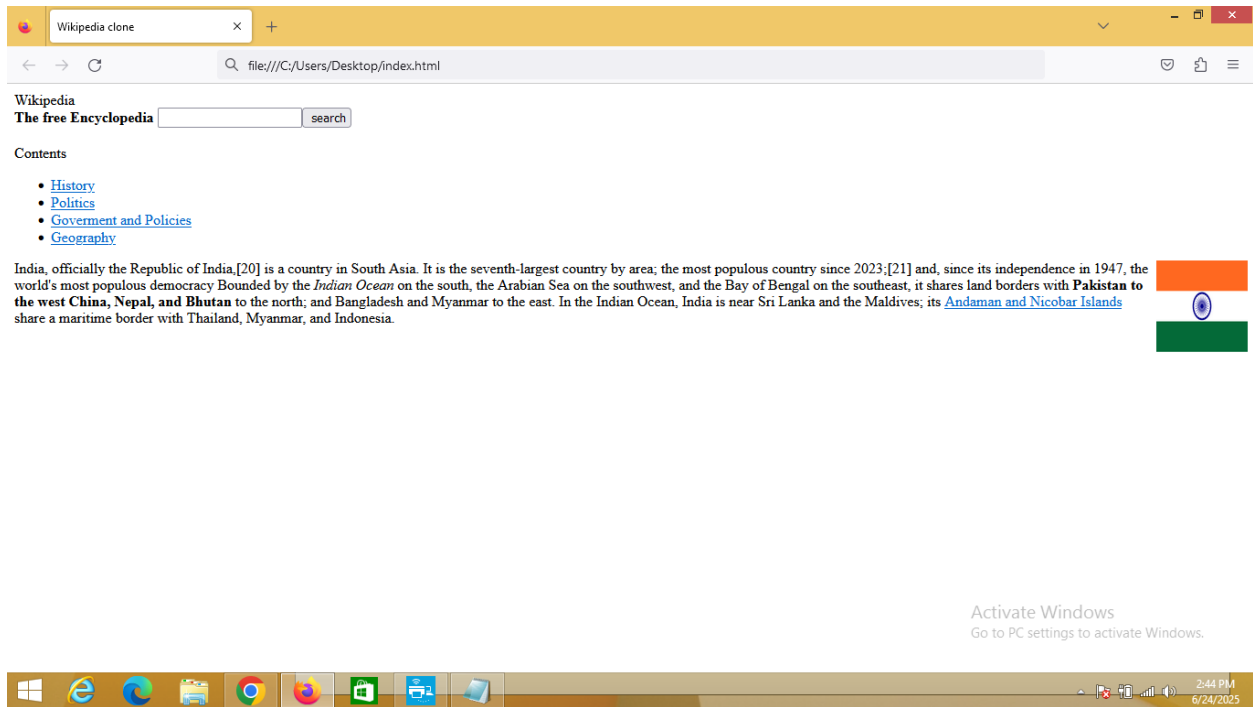 Wikipedia clone
file:///C:/Users/Desktop/index.html
Wikipedia
The free Encyclopedia search
Contents
History
Politics
Goverment and Policies
Geography
India, officially the Republic of India,[20] is a country in South Asia. It is the seventh-largest country by area; the most populous country since 2023;[21] and, since its independence in 1947, the
world's most populous democracy Bounded by the Indian Ocean on the south, the Arabian Sea on the southwest, and the Bay of Bengal on the southeast, it shares land borders with Pakistan to
the west China, Nepal, and Bhutan to the north; and Bangladesh and Myanmar to the east. In the Indian Ocean, India is near Sri Lanka and the Maldives; its Andaman and Nicobar Islands
share a maritime border with Thailand, Myanmar, and Indonesia.
Activate Windows
Go to PC settings to activate Windows.
2:44 PM
6/24/2025